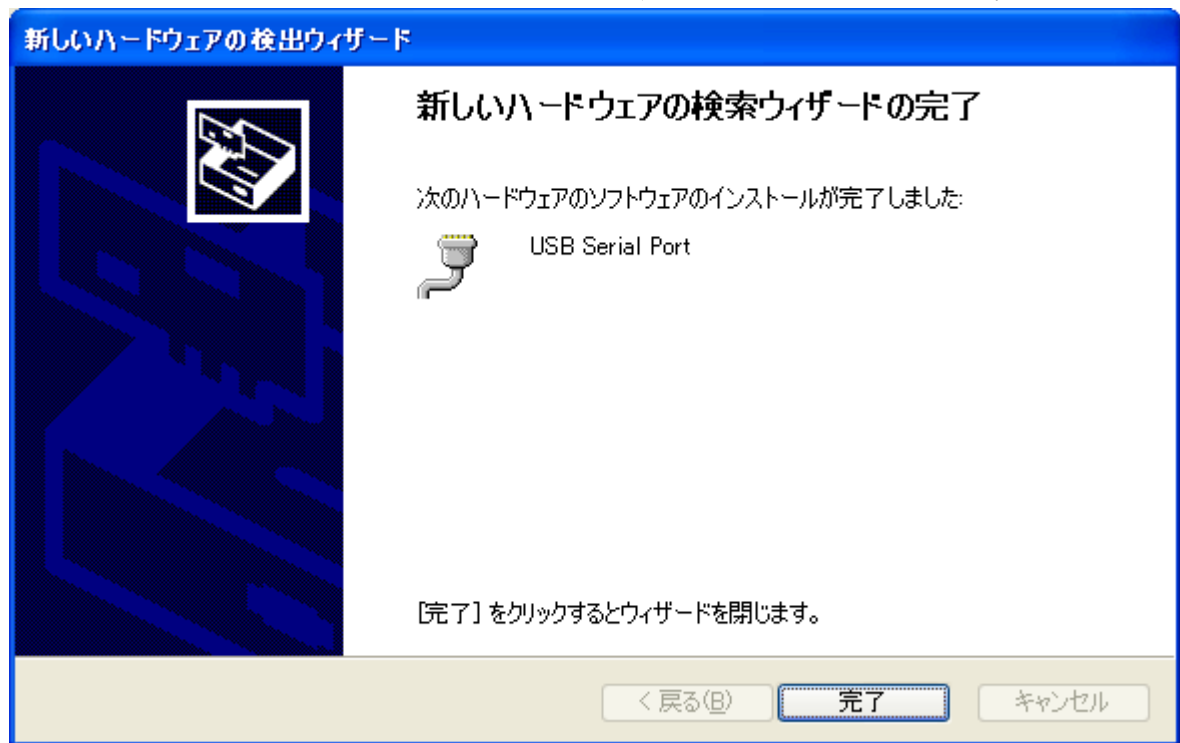 新しいハードウェアの検出ウィザード
新しいハードウェアの検索ウィザードの完了
次のハードウェアのソフトウェアのインストールが完了しました:
USB Serial Port
[完了] をクリックするとウィザードを閉じます。
< 戻る(B)
完了
キャンセル